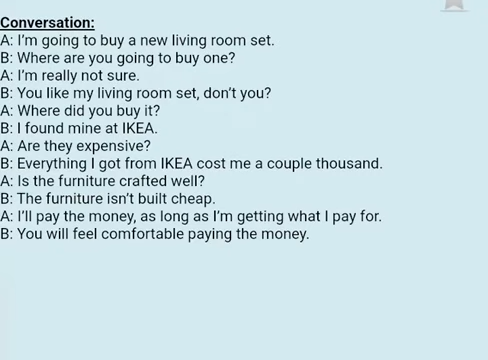 Conversation:
A: I’m going to buy a new living room set.
B: Where are you going to buy one?
A: I’m really not sure.
B: You like my living room set, don’t you?
A: Where did you buy it?
B: I found mine at IKEA.
A: Are they expensive?
B: Everything I got from IKEA cost me a couple thousand.
A: Is the furniture crafted well?
B: The furniture isn’t built cheap.
A: I’ll pay the money, as long as I’m getting what I pay for.
B: You will feel comfortable paying the money.